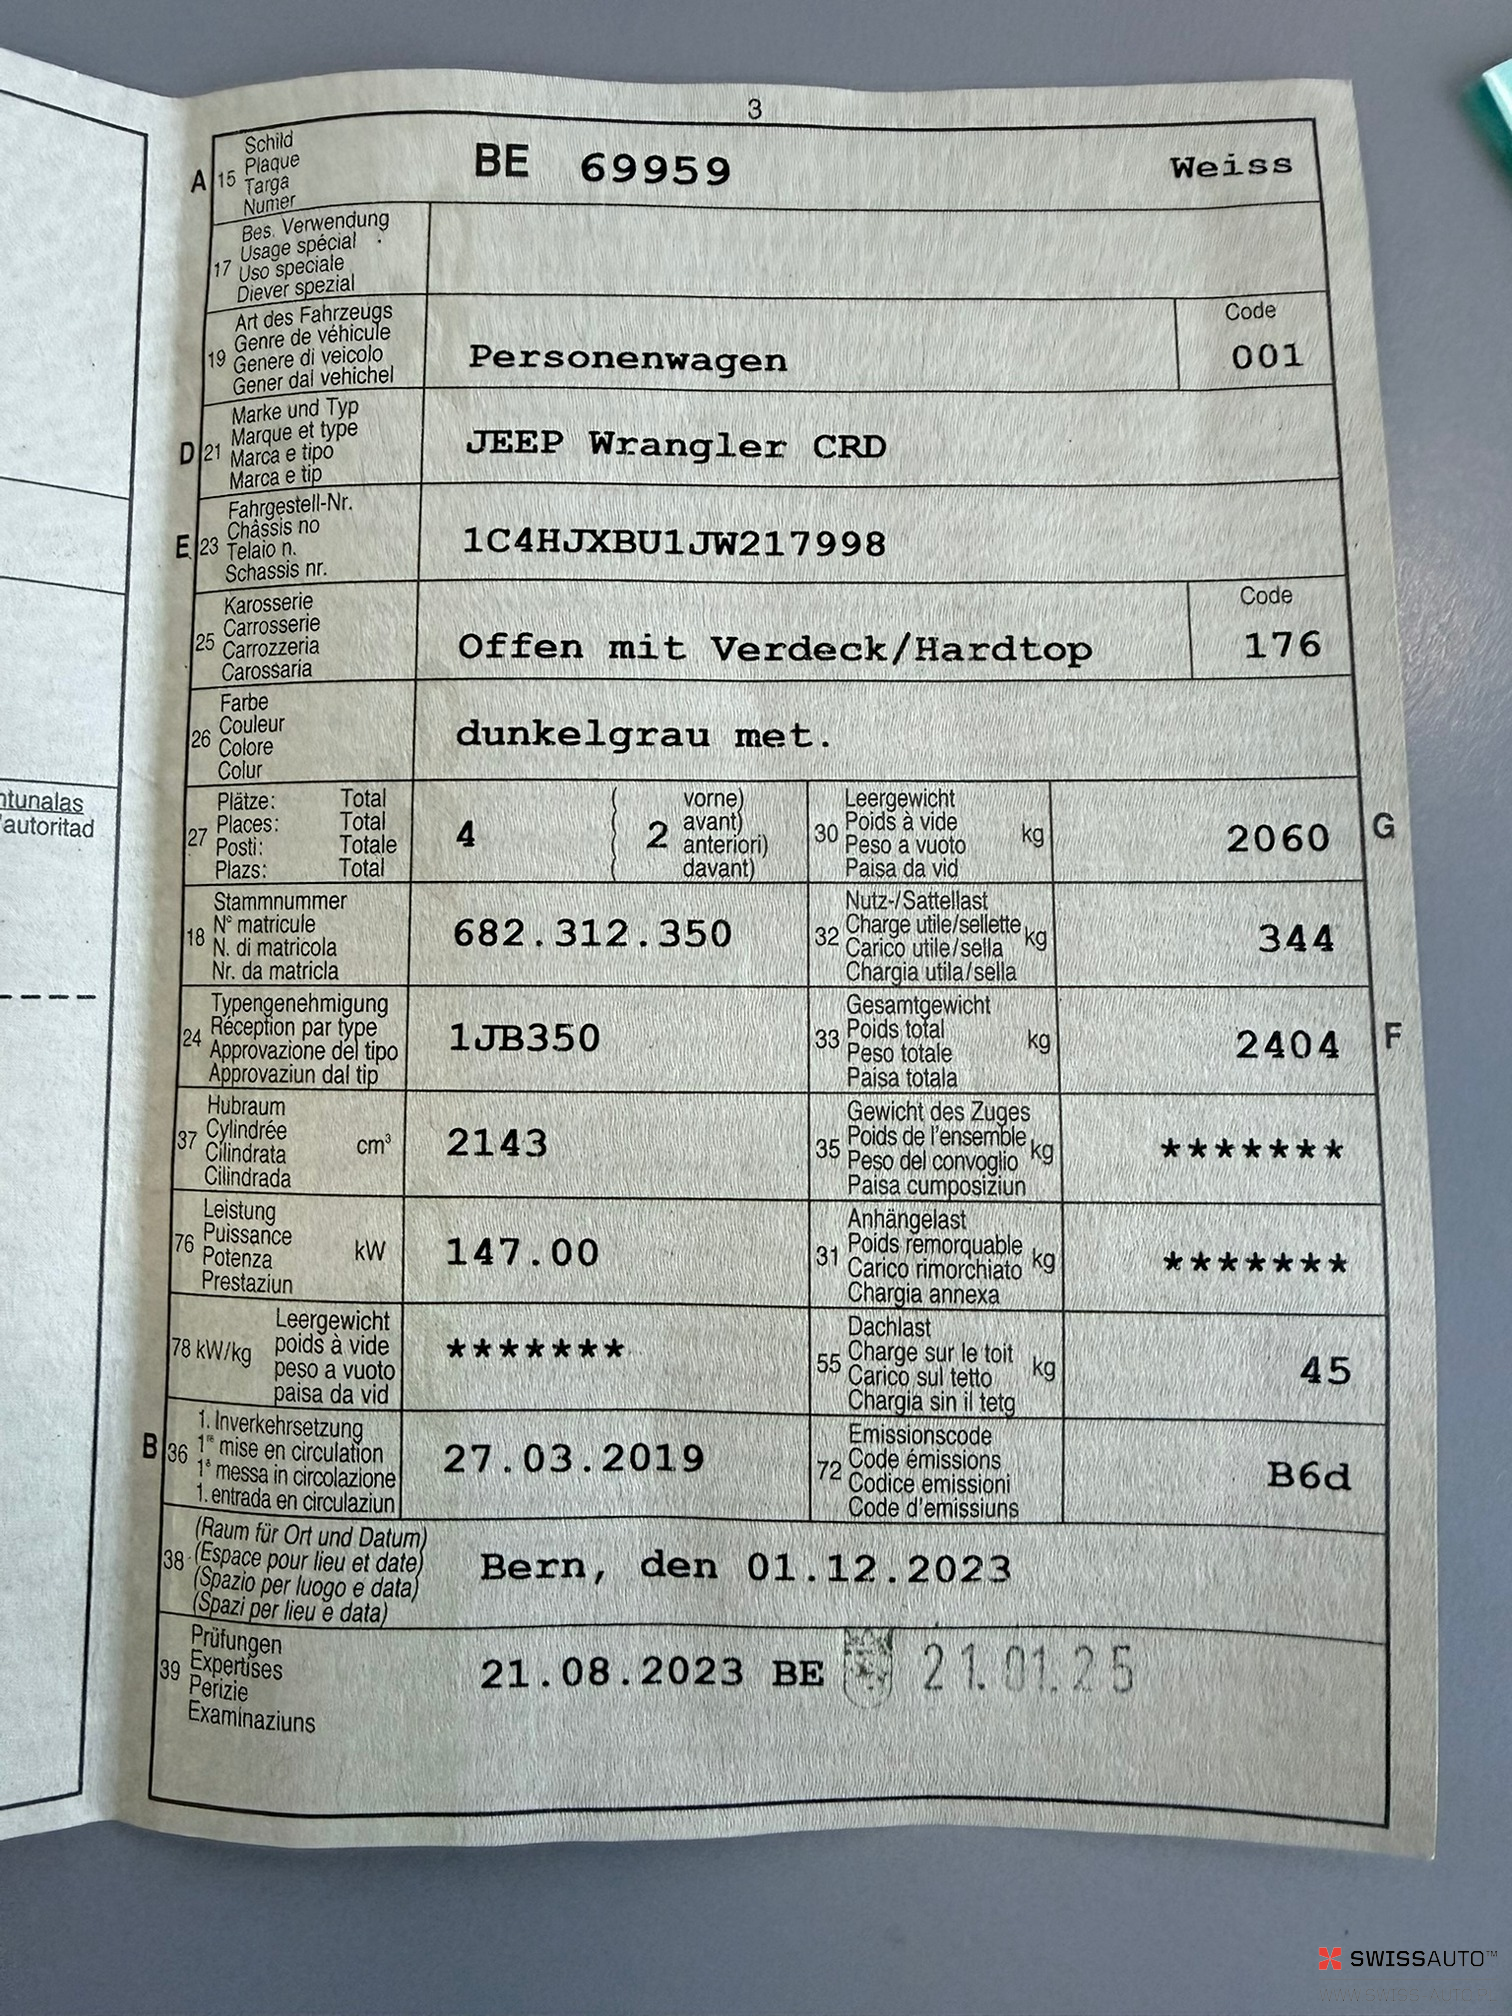 3
A 15 Schild
Plaque
Targa
Numer
BE 69959 Weiss
17 Bes. Verwendung
Usage spécial
Uso speciale
Diever spezial
19 Art des Fahrzeugs
Genre de véhicule
Genere di veicolo
Gener dal vehichel
Personenwagen
Code
001
D 21 Marke und Typ
Marque et type
Marca e tipo
Marca e tip
JEEP Wrangler CRD
E 23 Fahrgestell-Nr.
Châssis no
Telaio n.
Schassis nr.
1C4HJXBU1JW217998
25 Karosserie
Carrosserie
Carrozzeria
Carossaria
Offen mit Verdeck/Hardtop
Code
176
26 Farbe
Couleur
Colore
Colur
dunkelgrau met.
ntunalas
'autoritad
27 Plätze: Total
Places: Total
Posti: Totale
Plazs: Total
4 ( 2 vorne)
avant)
anteriori)
davant)
30 Leergewicht
Poids à vide
Peso a vuoto
Paisa da vid
kg
2060 G
18 Stammnummer
N° matricule
N. di matricola
Nr. da matricla
682.312.350
32 Nutz-/Sattellast
Charge utile/sellette
Carico utile/sella
Chargia utila/sella
kg
344
24 Typengenehmigung
Réception par type
Approvazione del tipo
Approvaziun dal tip
1JB350
33 Gesamtgewicht
Poids total
Peso totale
Paisa totala
kg
2404 F
37 Hubraum
Cylindrée
Cilindrata
Cilindrada
cm³
2143
35 Gewicht des Zuges
Poids de l'ensemble
Peso del convoglio
Paisa cumposiziun
kg
*******
76 Leistung
Puissance
Potenza
Prestaziun
kW
147.00
31 Anhängelast
Poids remorquable
Carico rimorchiato
Chargia annexa
kg
*******
78 kW/kg Leergewicht
poids à vide
peso a vuoto
paisa da vid
*******
55 Dachlast
Charge sur le toit
Carico sul tetto
Chargia sin il tetg
kg
45
B 36 1. Inverkehrsetzung
1re mise en circulation
1a messa in circolazione
1. entrada en circulaziun
27.03.2019
72 Emissionscode
Code émissions
Codice emissioni
Code d'emissiuns
B6d
38 (Raum für Ort und Datum)
(Espace pour lieu et date)
(Spazio per luogo e data)
(Spazi per lieu e data)
Bern, den 01.12.2023
39 Prüfungen
Expertises
Perizie
Examinaziuns
21.08.2023 BE 21.01.25
SWISSAUTO™